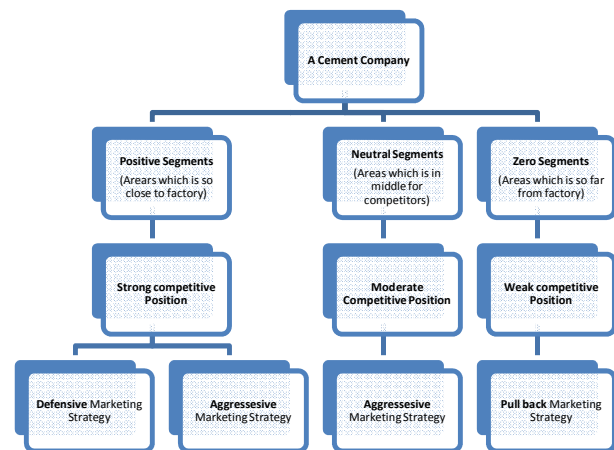 A Cement Company
Positive Segments
(Arears which is so
close to factory)
Neutral Segments
(Areas which is in
middle for
competitors)
Zero Segments
(Areas which is so far
from factory)
Strong competitive
Position
Moderate
Competitive Position
Weak competitive
Position
Defensive Marketing
Strategy
Aggressesive
Marketing Strategy
Aggressesive
Marketing Strategy
Pull back Marketing
Strategy